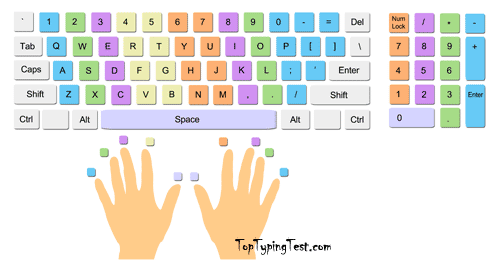 ` 1 2 3 4 5 6 7 8 9 0 - = Del
Tab Q W E R T Y U I O P [ ] \
Caps A S D F G H J K L ; ' Enter
Shift Z X C V B N M , . / Shift
Ctrl Alt Space Alt Ctrl
Num Lock / * -
7 8 9 +
4 5 6
1 2 3 Enter
0 .
TopTypingTest.com